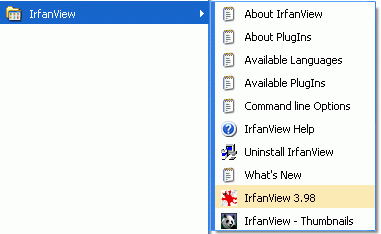 IrfanView
About IrfanView
About PlugIns
Available Languages
Available PlugIns
Command line Options
IrfanView Help
Uninstall IrfanView
What's New
IrfanView 3.98
IrfanView - Thumbnails